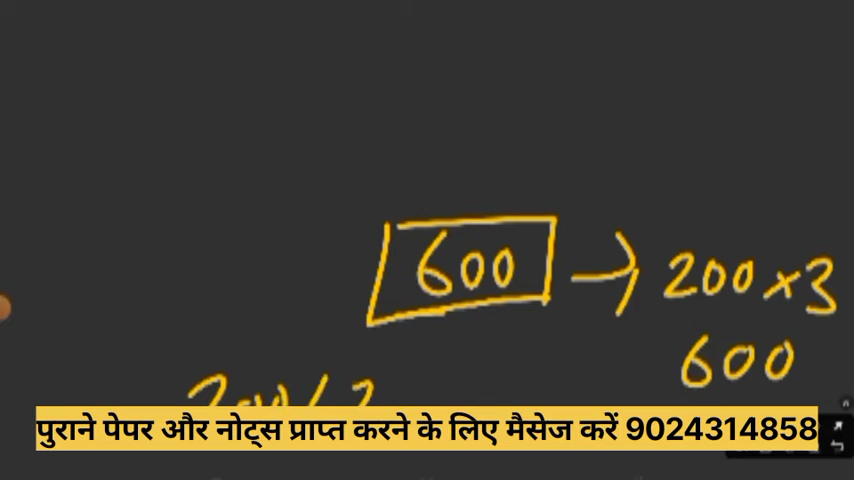 600 → 200 × 3
600
पुराने पेपर और नोट्स प्राप्त करने के लिए मैसेज करें 9024314858